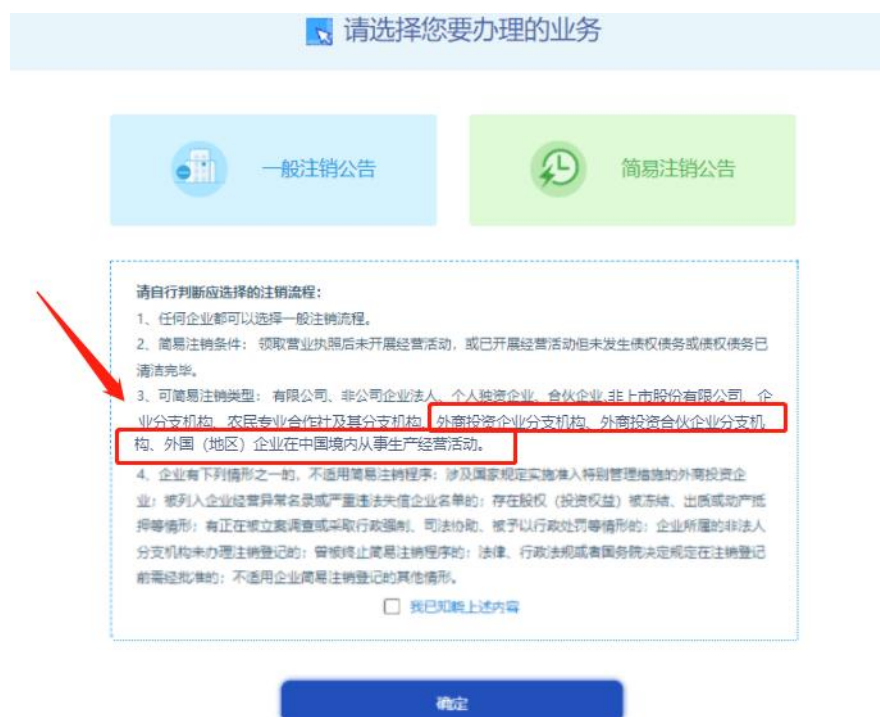 请选择您要办理的业务
一般注销公告
简易注销公告
请自行判断应选择的注销流程：
1、任何企业都可以选择一般注销流程。
2、简易注销条件： 领取营业执照后未开展经营活动，或已开展经营活动但未发生债权债务或债权债务已
清洁完毕。
3、可简易注销类型： 有限公司、非公司企业法人、个人独资企业、合伙企业,非上市股份有限公司、企
业分支机构、农民专业合作社及其分支机构、外商投资企业分支机构、外商投资合伙企业分支机
构、外国（地区）企业在中国境内从事生产经营活动。
4、企业有下列情形之一的，不适用简易注销程序：涉及国家规定实施准入特别管理措施的外商投资企
业；被列入企业经营异常名录或严重违法失信企业名单的；存在股权（投资权益）被冻结、出质或动产抵
押等情形；有正在被立案调查或采取行政强制、司法协助、被予以行政处罚等情形的；企业所属的非法人
分支机构未办理注销登记的；曾被终止简易注销程序的；法律、行政法规或者国务院决定规定在注销登记
前需经批准的；不适用企业简易注销登记的其他情形。
我已知晓上述内容
确定